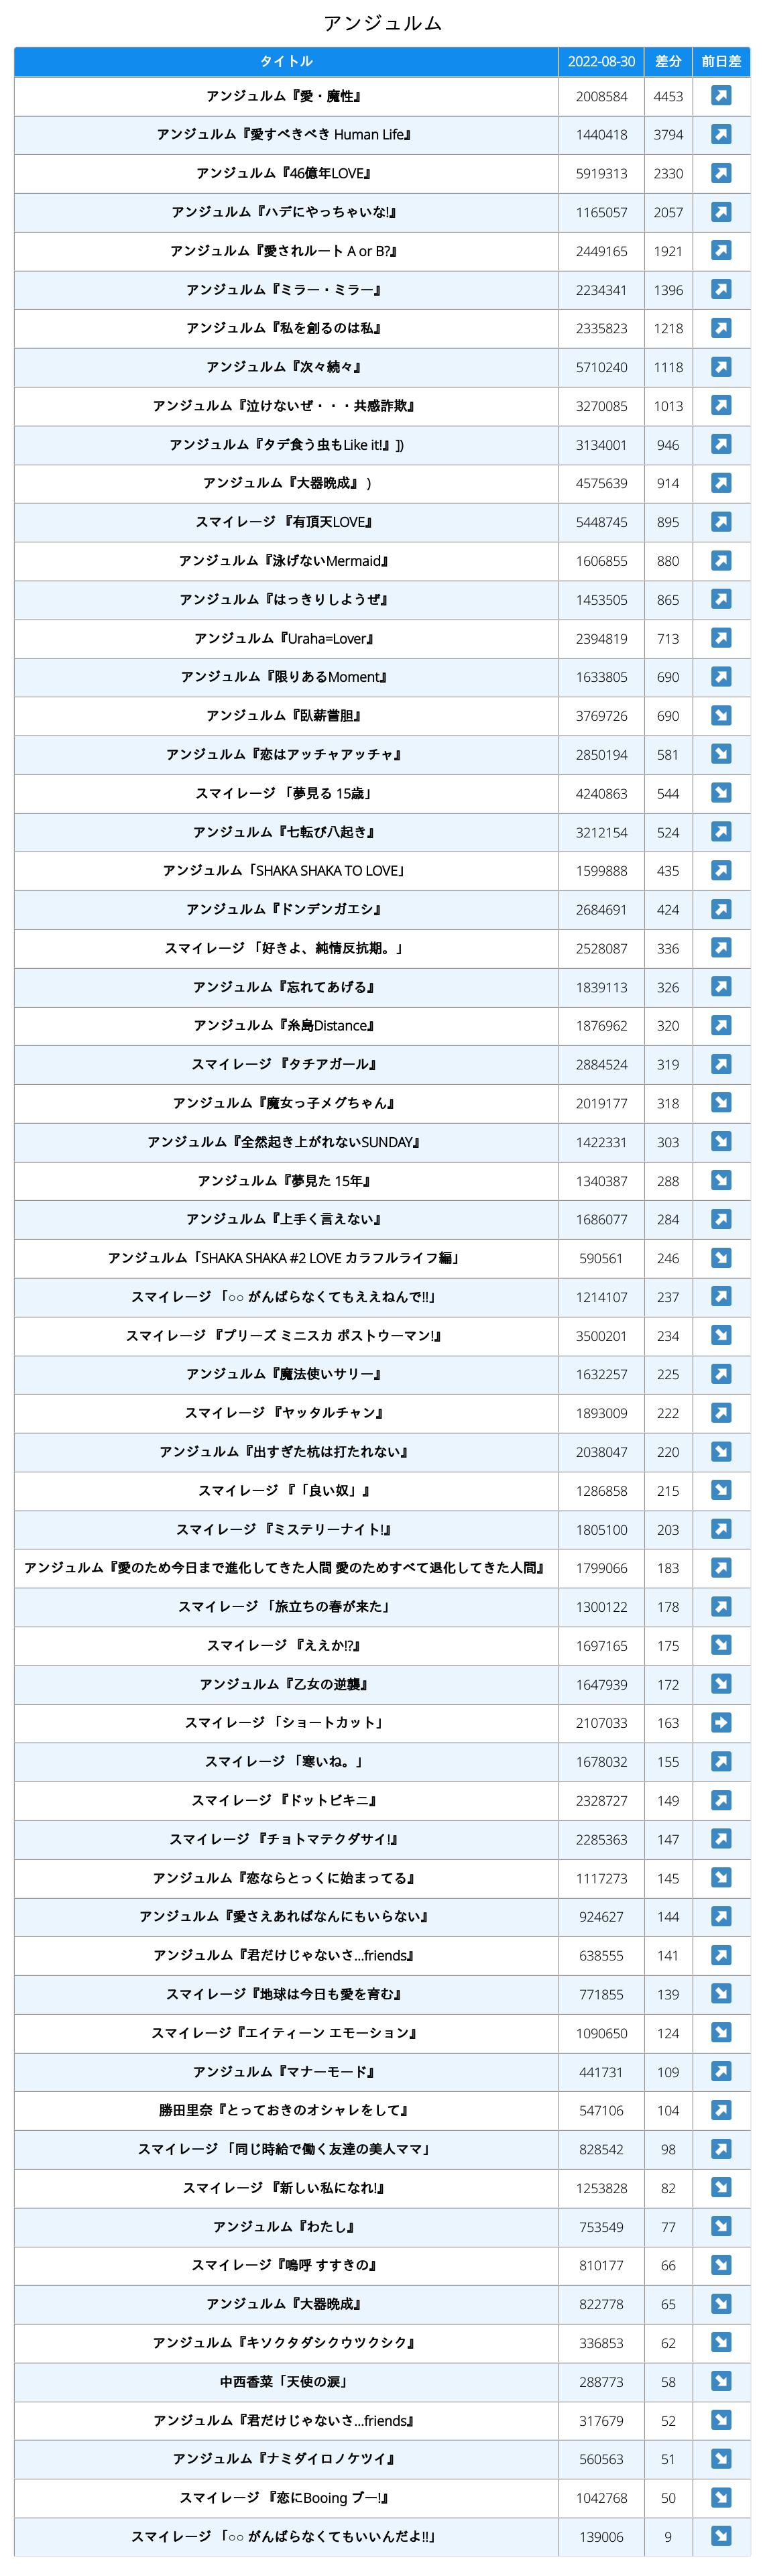 アンジュルム
タイトル 2022-08-30 差分 前日差
アンジュルム『愛・魔性』 2008584 4453 ↗
アンジュルム『愛すべきべき Human Life』 1440418 3794 ↗
アンジュルム『46億年LOVE』 5919313 2330 ↗
アンジュルム『ハデにやっちゃいな!』 1165057 2057 ↗
アンジュルム『愛されルート A or B?』 2449165 1921 ↗
アンジュルム『ミラー・ミラー』 2234341 1396 ↗
アンジュルム『私を創るのは私』 2335823 1218 ↗
アンジュルム『次々続々』 5710240 1118 ↗
アンジュルム『泣けないぜ・・・共感詐欺』 3270085 1013 ↗
アンジュルム『タデ食う虫もLike it!』]) 3134001 946 ↗
アンジュルム『大器晩成』 ) 4575639 914 ↗
スマイレージ 『有頂天LOVE』 5448745 895 ↗
アンジュルム『泳げないMermaid』 1606855 880 ↗
アンジュルム『はっきりしようぜ』 1453505 865 ↗
アンジュルム『Uraha=Lover』 2394819 713 ↗
アンジュルム『限りあるMoment』 1633805 690 ↗
アンジュルム『臥薪嘗胆』 3769726 690 ↘
アンジュルム『恋はアッチャアッチャ』 2850194 581 ↘
スマイレージ 「夢見る 15歳」 4240863 544 ↘
アンジュルム『七転び八起き』 3212154 524 ↗
アンジュルム「SHAKA SHAKA TO LOVE」 1599888 435 ↗
アンジュルム『ドンデンガエシ』 2684691 424 ↗
スマイレージ 「好きよ、純情反抗期。」 2528087 336 ↗
アンジュルム『忘れてあげる』 1839113 326 ↗
アンジュルム『糸島Distance』 1876962 320 ↗
スマイレージ 『タチアガール』 2884524 319 ↗
アンジュルム『魔女っ子メグちゃん』 2019177 318 ↘
アンジュルム『全然起き上がれないSUNDAY』 1422331 303 ↘
アンジュルム『夢見た 15年』 1340387 288 ↘
アンジュルム『上手く言えない』 1686077 284 ↗
アンジュルム「SHAKA SHAKA #2 LOVE カラフルライフ編」 590561 246 ↘
スマイレージ 「○○ がんばらなくてもええねんで!!」 1214107 237 ↗
スマイレージ 『プリーズ ミニスカ ポストウーマン!』 3500201 234 ↘
アンジュルム『魔法使いサリー』 1632257 225 ↗
スマイレージ 『ヤッタルチャン』 1893009 222 ↗
アンジュルム『出すぎた杭は打たれない』 2038047 220 ↘
スマイレージ 『「良い奴」』 1286858 215 ↘
スマイレージ 『ミステリーナイト!』 1805100 203 ↗
アンジュルム『愛のため今日まで進化してきた人間 愛のためすべて退化してきた人間』 1799066 183 ↗
スマイレージ 「旅立ちの春が来た」 1300122 178 ↗
スマイレージ 『ええか!?』 1697165 175 ↘
アンジュルム『乙女の逆襲』 1647939 172 ↘
スマイレージ 「ショートカット」 2107033 163 →
スマイレージ 「寒いね。」 1678032 155 ↗
スマイレージ 『ドットビキニ』 2328727 149 ↗
スマイレージ 『チョトマテクダサイ!』 2285363 147 ↗
アンジュルム『恋ならとっくに始まってる』 1117273 145 ↘
アンジュルム『愛さえあればなんにもいらない』 924627 144 ↗
アンジュルム『君だけじゃないさ...friends』 638555 141 ↗
スマイレージ『地球は今日も愛を育む』 771855 139 ↘
スマイレージ『エイティーン エモーション』 1090650 124 ↘
アンジュルム『マナーモード』 441731 109 ↗
勝田里奈『とっておきのオシャレをして』 547106 104 ↗
スマイレージ 「同じ時給で働く友達の美人ママ」 828542 98 ↗
スマイレージ 『新しい私になれ!』 1253828 82 ↘
アンジュルム『わたし』 753549 77 ↘
スマイレージ『嗚呼 すすきの』 810177 66 ↘
アンジュルム『大器晩成』 822778 65 ↘
アンジュルム『キソクタダシクウツクシク』 336853 62 ↘
中西香菜「天使の涙」 288773 58 ↘
アンジュルム『君だけじゃないさ...friends』 317679 52 ↘
アンジュルム『ナミダイロノケツイ』 560563 51 ↘
スマイレージ 『恋にBooing ブー!』 1042768 50 ↘
スマイレージ 「○○ がんばらなくてもいいんだよ!!」 139006 9 ↘